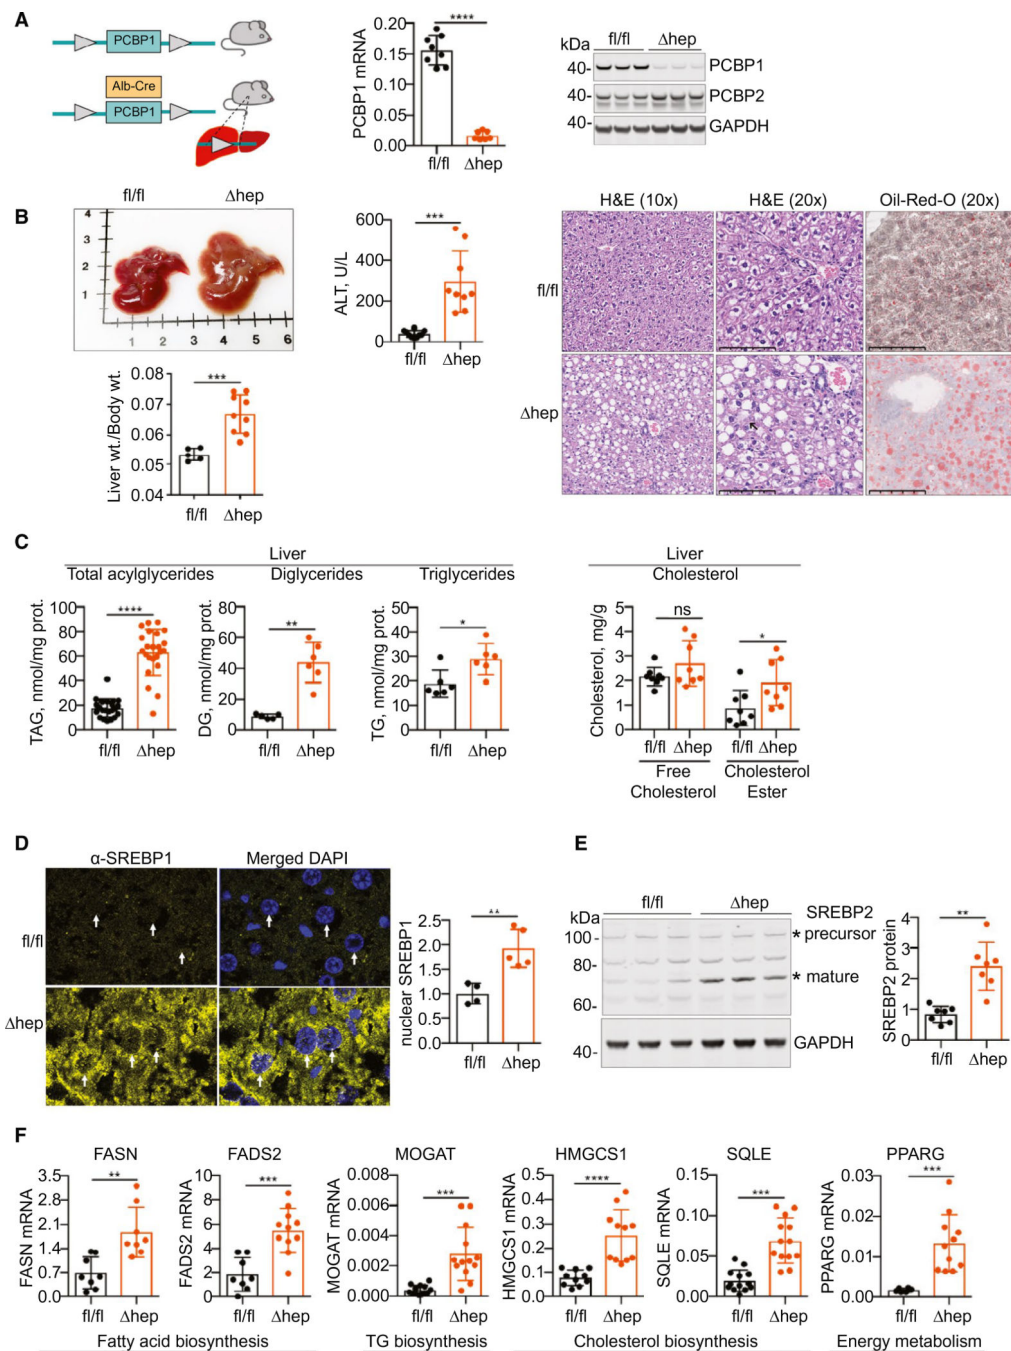 A
PCBP1
Alb-Cre
PCBP1
PCBP1 mRNA
0.20
0.15
0.10
0.05
0.00
****
fl/fl
Δhep
kDa
fl/fl
Δhep
40-
PCBP1
40-
PCBP2
40-
GAPDH
B
fl/fl
Δhep
4
3
2
1
1 2 3 4 5 6
ALT, U/L
600
400
200
0
***
fl/fl
Δhep
Liver wt./Body wt.
0.08
0.07
0.06
0.05
0.04
***
fl/fl
Δhep
H&E (10x)
H&E (20x)
Oil-Red-O (20x)
fl/fl
Δhep
C
Liver
Total acylglycerides
Diglycerides
Triglycerides
TAG, nmol/mg prot.
100
80
60
40
20
0
****
fl/fl
Δhep
DG, nmol/mg prot.
80
60
40
20
0
**
fl/fl
Δhep
TG, nmol/mg prot.
50
40
30
20
10
0
*
fl/fl
Δhep
Liver
Cholesterol
Cholesterol, mg/g
5
4
3
2
1
0
ns
*
fl/fl
Δhep
fl/fl
Δhep
Free
Cholesterol
Cholesterol
Ester
D
α-SREBP1
Merged DAPI
fl/fl
Δhep
nuclear SREBP1
2.5
2.0
1.5
1.0
0.5
0.0
**
fl/fl
Δhep
E
kDa
fl/fl
Δhep
SREBP2
100-
* precursor
80-
* mature
60-
40-
GAPDH
SREBP2 protein
4
3
2
1
0
**
fl/fl
Δhep
F
FASN
FASN mRNA
3.5
2.8
2.1
1.4
0.7
0.0
**
fl/fl
Δhep
FADS2
FADS2 mRNA
10
8
6
4
2
0
***
fl/fl
Δhep
Fatty acid biosynthesis
MOGAT
MOGAT mRNA
0.008
0.006
0.004
0.002
0.000
***
fl/fl
Δhep
TG biosynthesis
HMGCS1
HMGCS1 mRNA
0.5
0.4
0.3
0.2
0.1
0.0
****
fl/fl
Δhep
SQLE
SQLE mRNA
0.15
0.10
0.05
0.00
***
fl/fl
Δhep
Cholesterol biosynthesis
PPARG
PPARG mRNA
0.03
0.02
0.01
0.00
***
fl/fl
Δhep
Energy metabolism